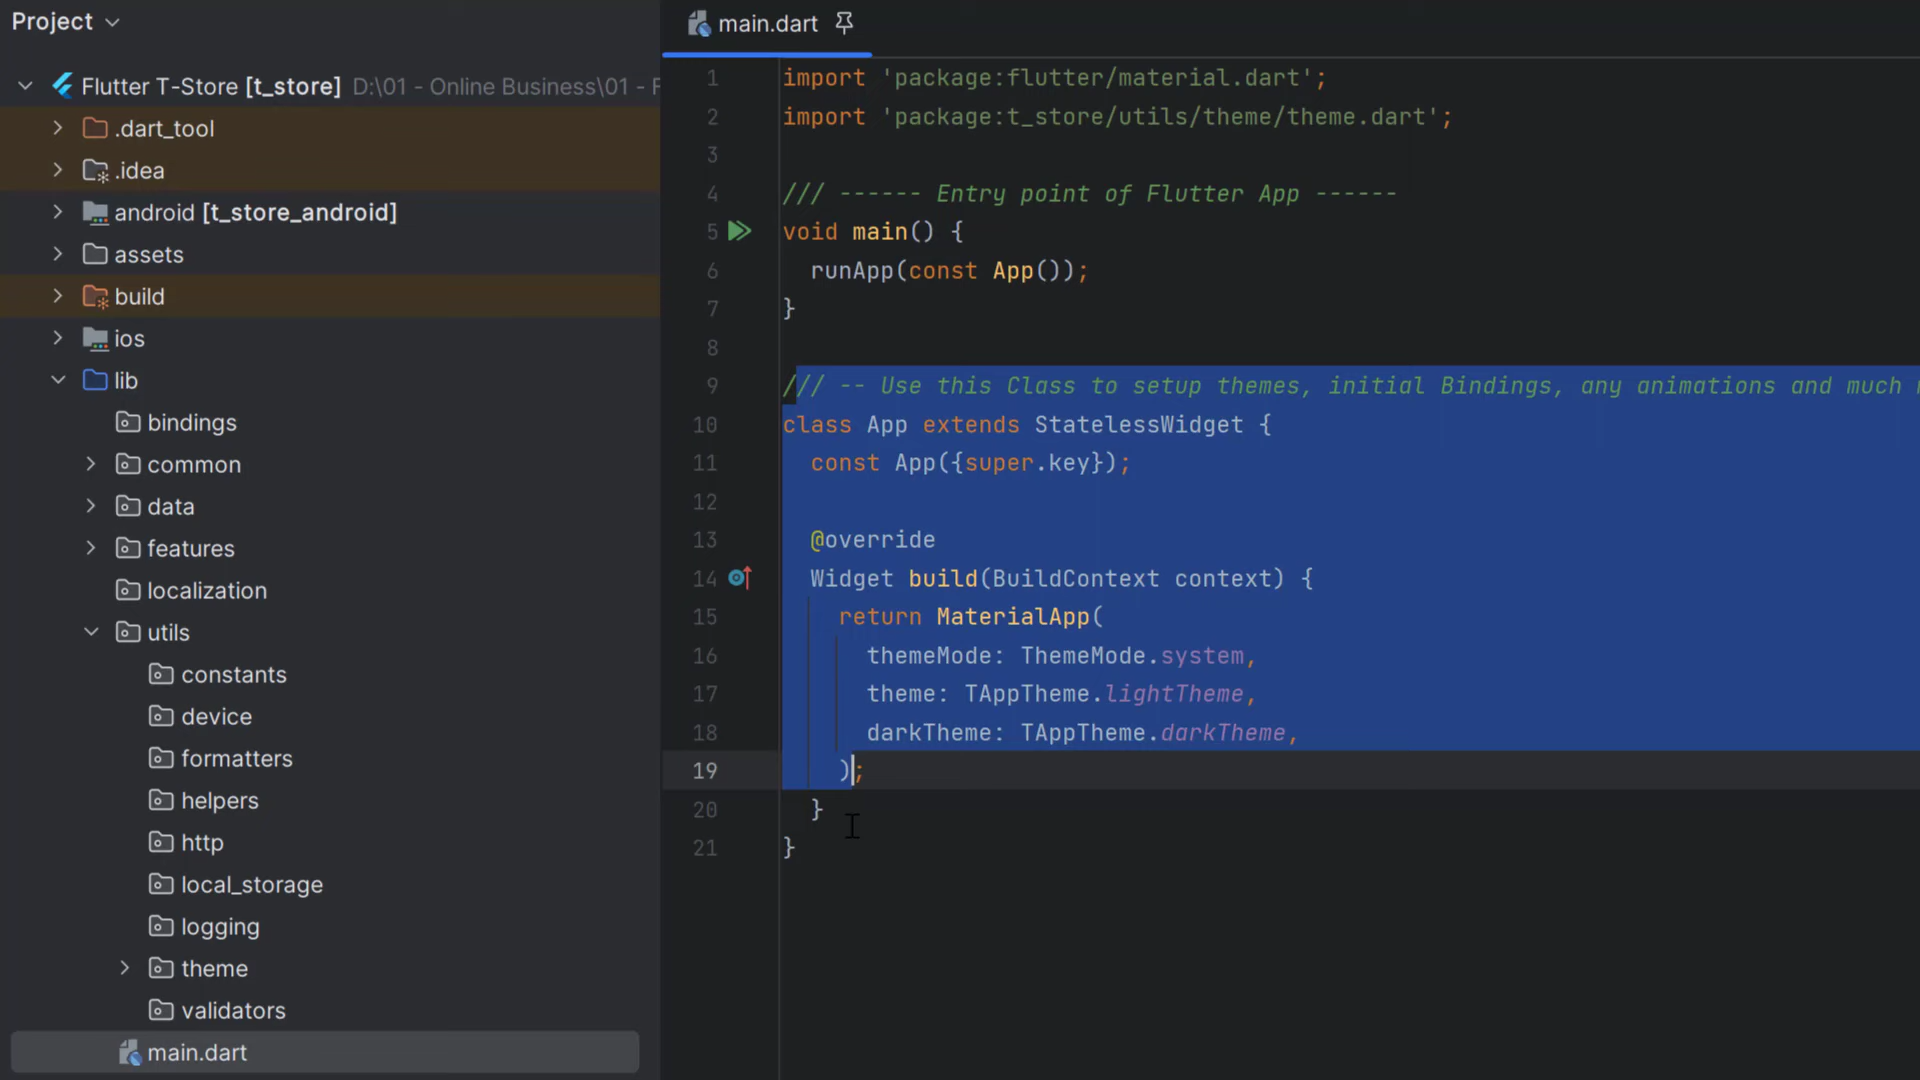 Project
Flutter T-Store [t_store] D:\01 - Online Business\01 - F
.dart_tool
.idea
android [t_store_android]
assets
build
ios
lib
bindings
common
data
features
localization
utils
constants
device
formatters
helpers
http
local_storage
logging
theme
validators
main.dart
main.dart
1 import 'package:flutter/material.dart';
2 import 'package:t_store/utils/theme/theme.dart';
3
4 /// ------ Entry point of Flutter App ------
5 void main() {
6 runApp(const App());
7 }
8
9 /// -- Use this Class to setup themes, initial Bindings, any animations and much
10 class App extends StatelessWidget {
11 const App({super.key});
12
13 @override
14 Widget build(BuildContext context) {
15 return MaterialApp(
16 themeMode: ThemeMode.system,
17 theme: TAppTheme.lightTheme,
18 darkTheme: TAppTheme.darkTheme,
19 );
20 }
21 }